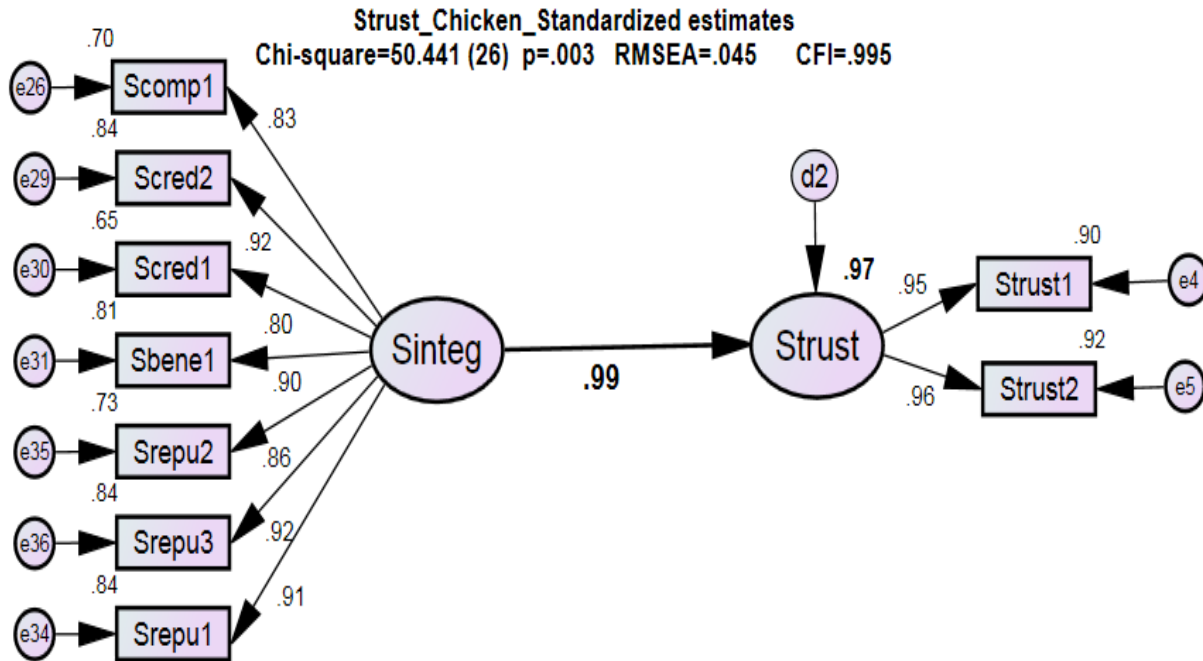 Strust_Chicken_Standardized estimates
Chi-square=50.441 (26) p=.003 RMSEA=.045 CFI=.995
.70
e26 Scomp1 .83
.84
e29 Scred2
.65 .92
e30 Scred1
.81 .80
e31 Sbene1 .90
.73
e35 Srepu2 .86
.84
e36 Srepu3 .92
.84
e34 Srepu1 .91
Sinteg .99
d2
.97
Strust
.90
.95 Strust1 e4
.92
.96 Strust2 e5